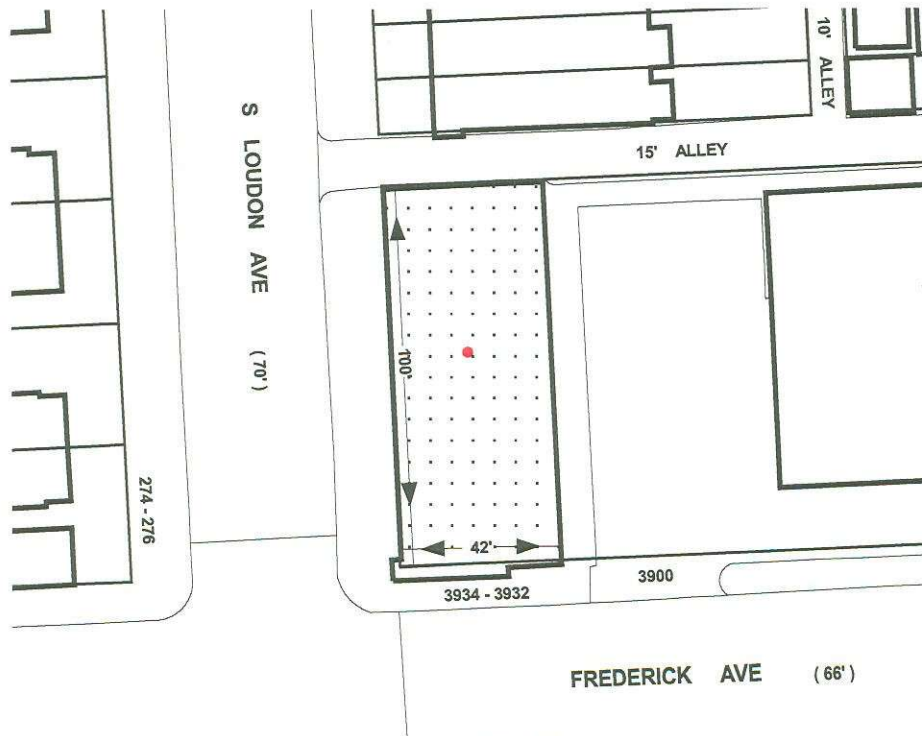 10' ALLEY
S LOUDON AVE (70')
15' ALLEY
100'
274 - 276
42'
3934 - 3932
3900
FREDERICK AVE (66')